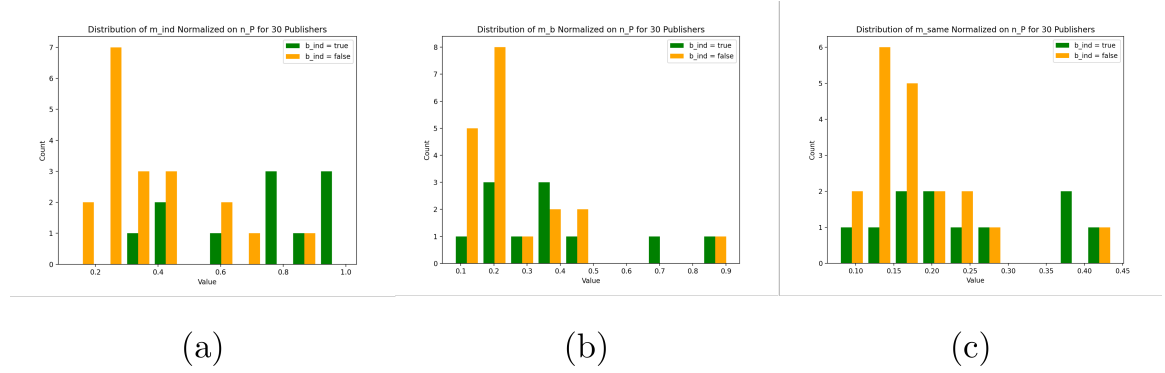 Distribution of m_ind Normalized on n_P for 30 Publishers
b_ind = true
b_ind = false
7
6
5
4
3
2
1
0
Count
0.2 0.4 0.6 0.8 1.0
Value
(a)
Distribution of m_b Normalized on n_P for 30 Publishers
b_ind = true
b_ind = false
8
7
6
5
4
3
2
1
0
Count
0.1 0.2 0.3 0.4 0.5 0.6 0.7 0.8 0.9
Value
(b)
Distribution of m_same Normalized on n_P for 30 Publishers
b_ind = true
b_ind = false
6
5
4
3
2
1
0
Count
0.10 0.15 0.20 0.25 0.30 0.35 0.40 0.45
Value
(c)